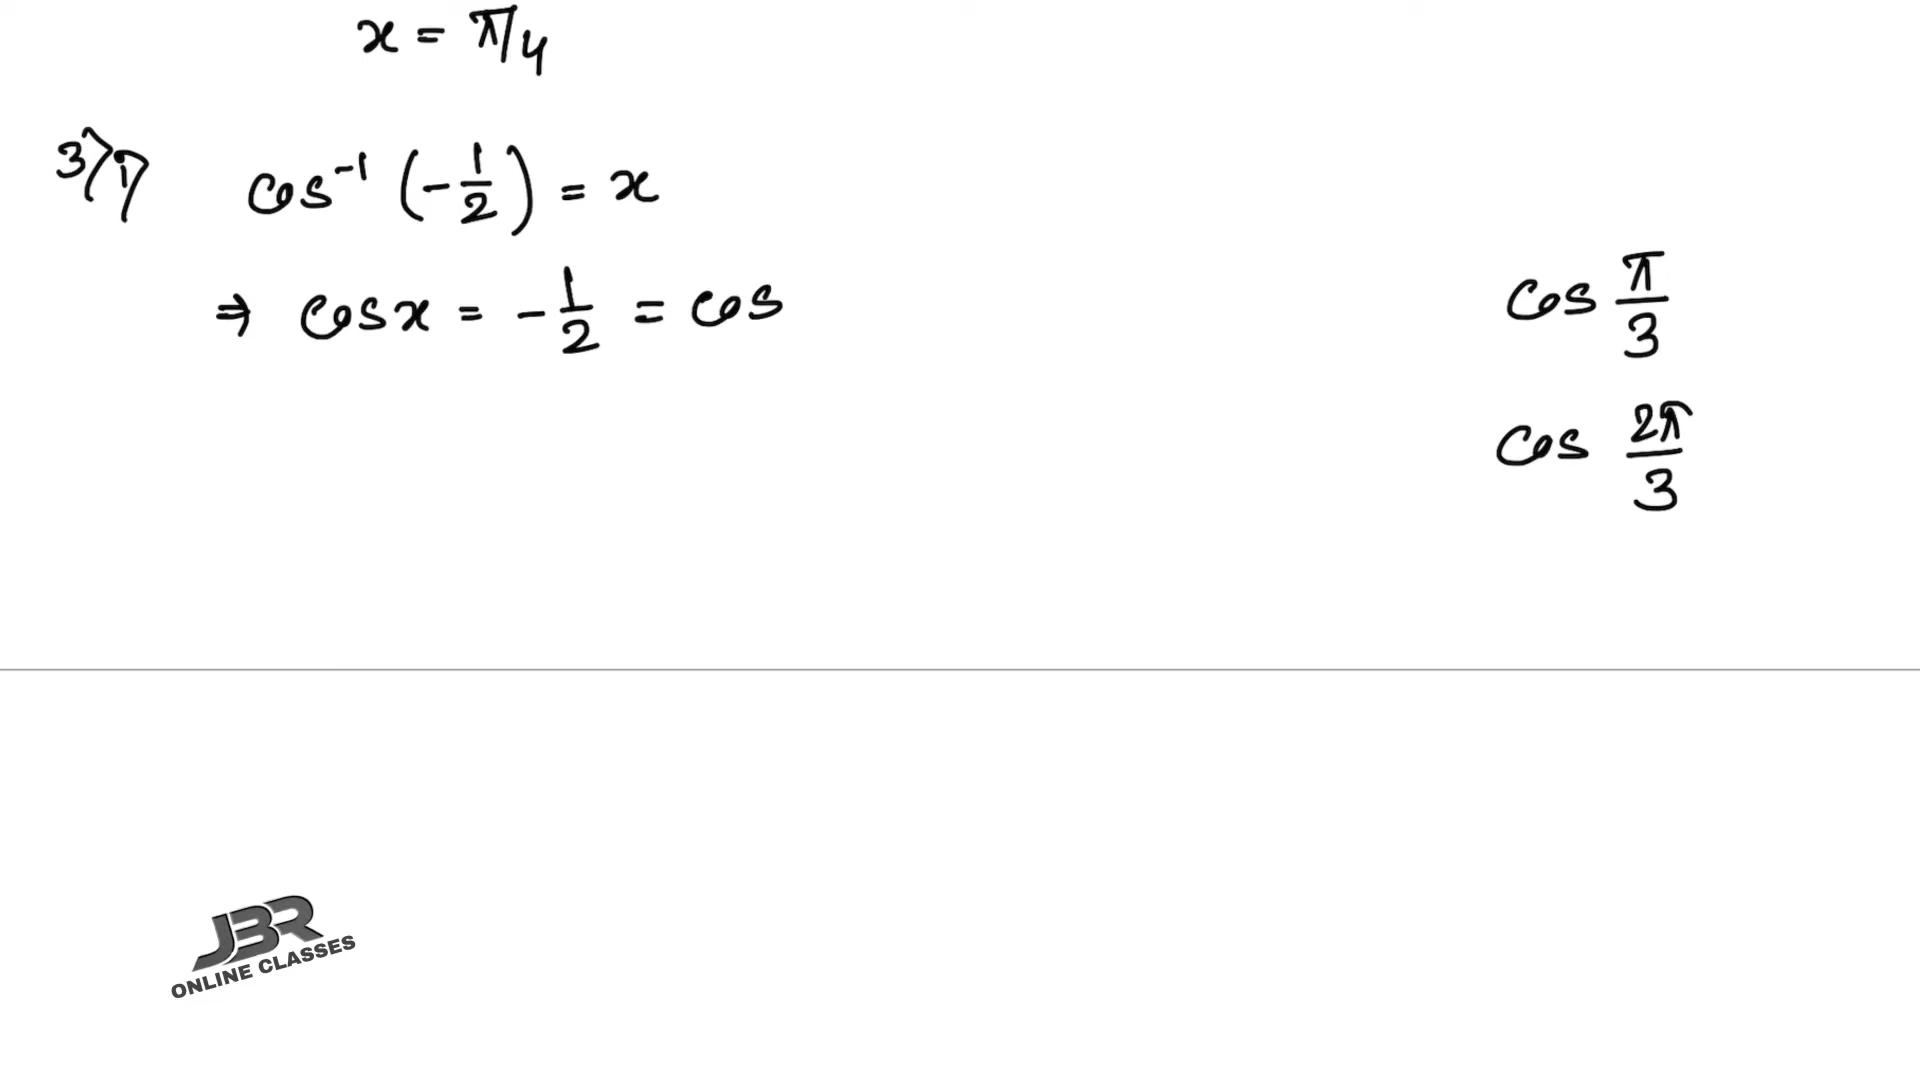 x = π/4
3> i> cos⁻¹ (-1/2) = x
⇒ cos x = -1/2 = cos
cos π/3
cos 2π/3
JBR
ONLINE CLASSES